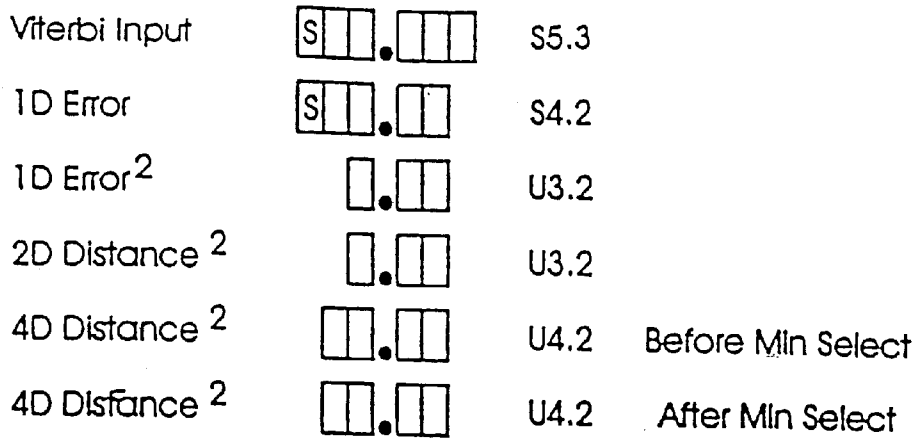 Viterbi Input S S5.3
1D Error S S4.2
1D Error2 U3.2
2D Distance 2 U3.2
4D Distance 2 U4.2 Before Min Select
4D Distance 2 U4.2 After Min Select